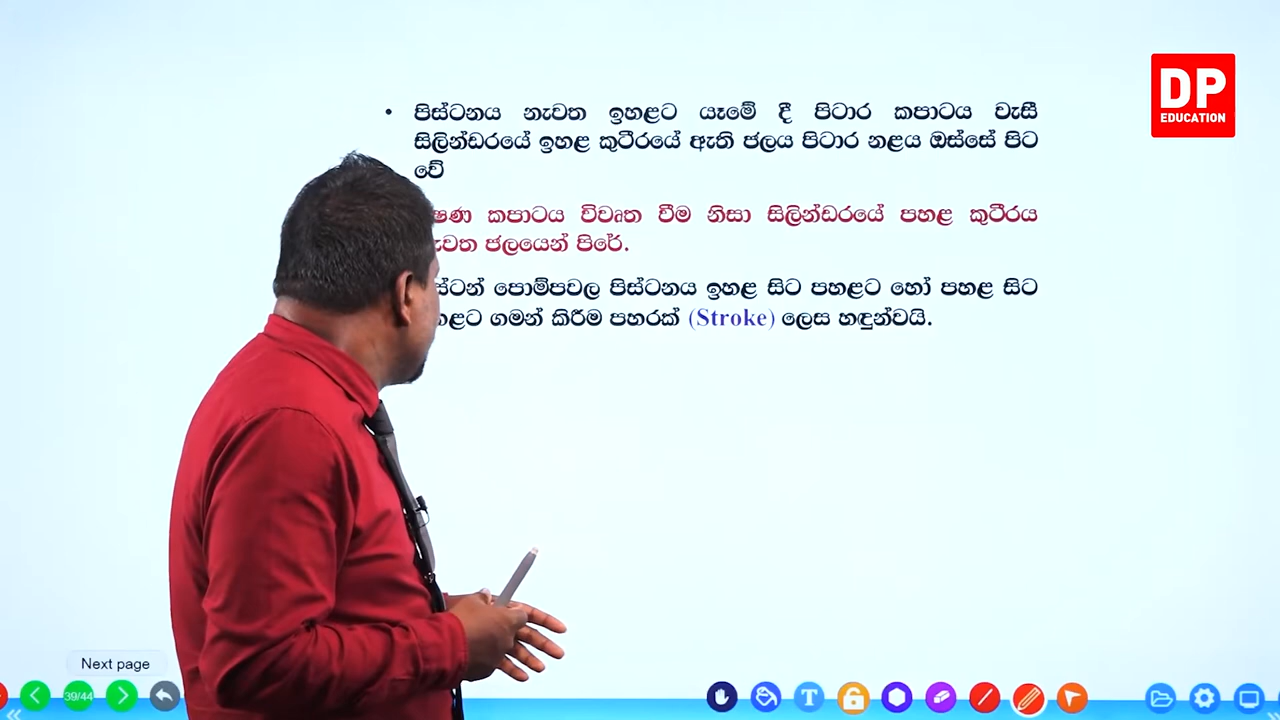 DP
EDUCATION
• පිස්ටනය නැවත ඉහළට යෑමේ දී පිටාර කපාටය වැසී
සිලින්ඩරයේ ඉහළ කුටීරයේ ඇති ජලය පිටාර නළය ඔස්සේ පිට
වේ
කපාටය විවෘත වීම නිසා සිලින්ඩරයේ පහළ කුටීරය
ජලයෙන් පිරේ.
පොම්පවල පිස්ටනය ඉහළ සිට පහළට හෝ පහළ සිට
ගමන් කිරීම පහරක් (Stroke) ලෙස හඳුන්වයි.
Next page
39/44
T